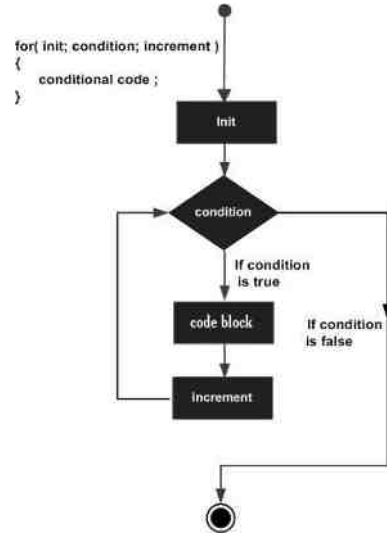 for( init; condition; increment )
{
conditional code ;
}
Init
condition
If condition
is true
code block
If condition
is false
increment